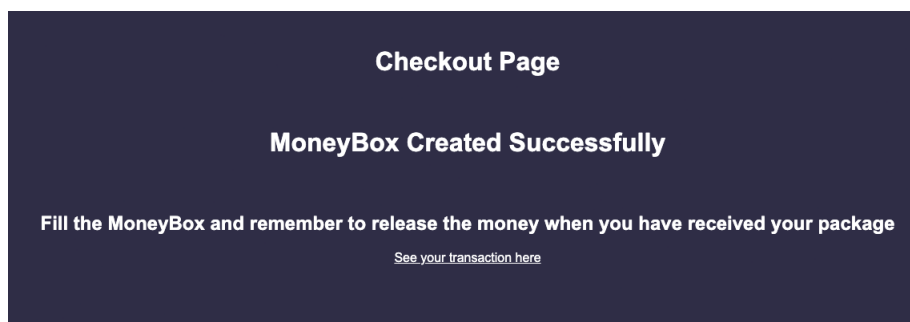 Checkout Page
MoneyBox Created Successfully
Fill the MoneyBox and remember to release the money when you have received your package
See your transaction here